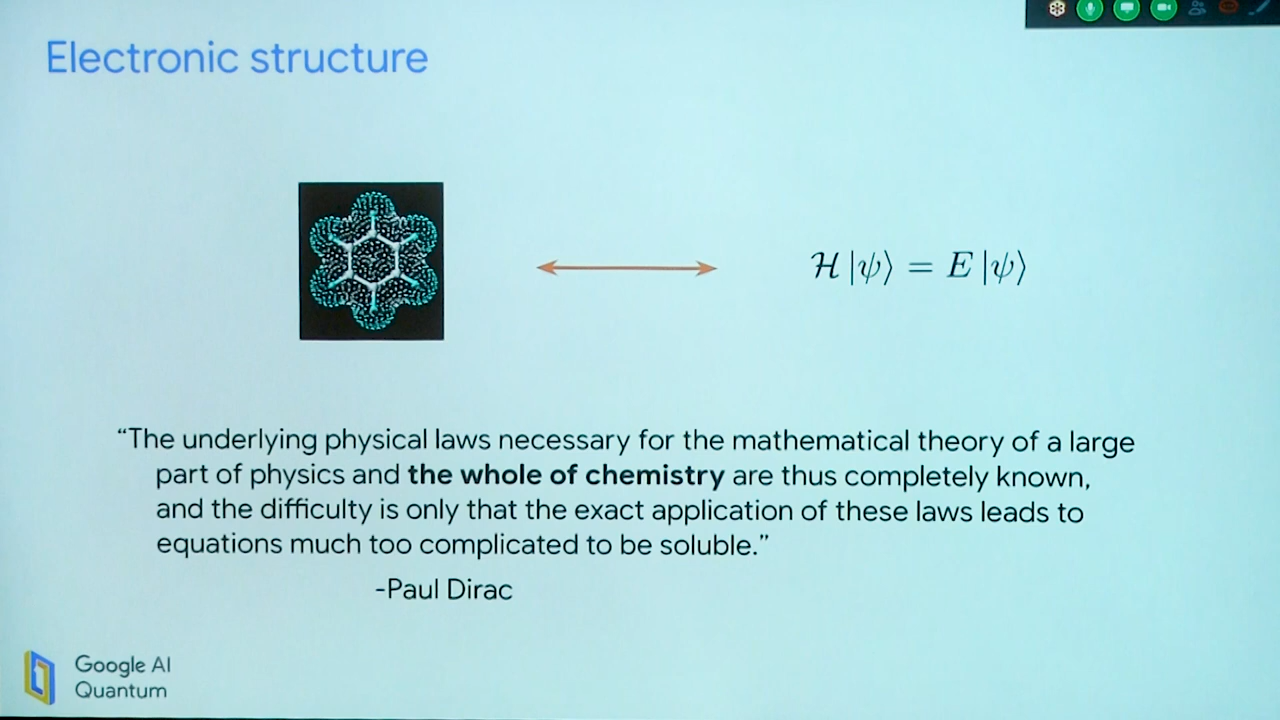 Electronic structure
ℋ|ψ⟩ = E|ψ⟩
“The underlying physical laws necessary for the mathematical theory of a large
part of physics and the whole of chemistry are thus completely known,
and the difficulty is only that the exact application of these laws leads to
equations much too complicated to be soluble.”
-Paul Dirac
Google AI
Quantum